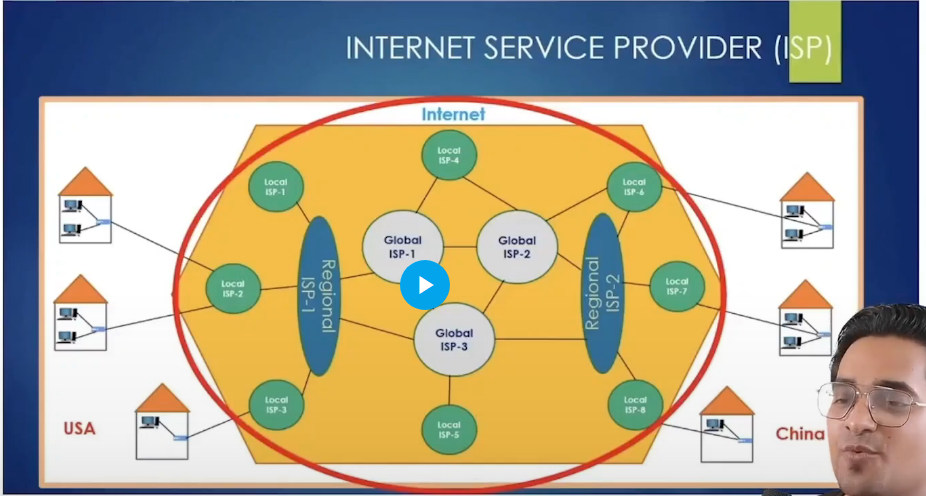 INTERNET SERVICE PROVIDER (ISP)
Internet
Local
ISP-4
Local
ISP-1
Local
ISP-6
Global
ISP-1
Global
ISP-2
Regional
ISP-1
Regional
ISP-2
Local
ISP-2
Local
ISP-7
Global
ISP-3
Local
ISP-3
Local
ISP-8
Local
ISP-5
USA
China